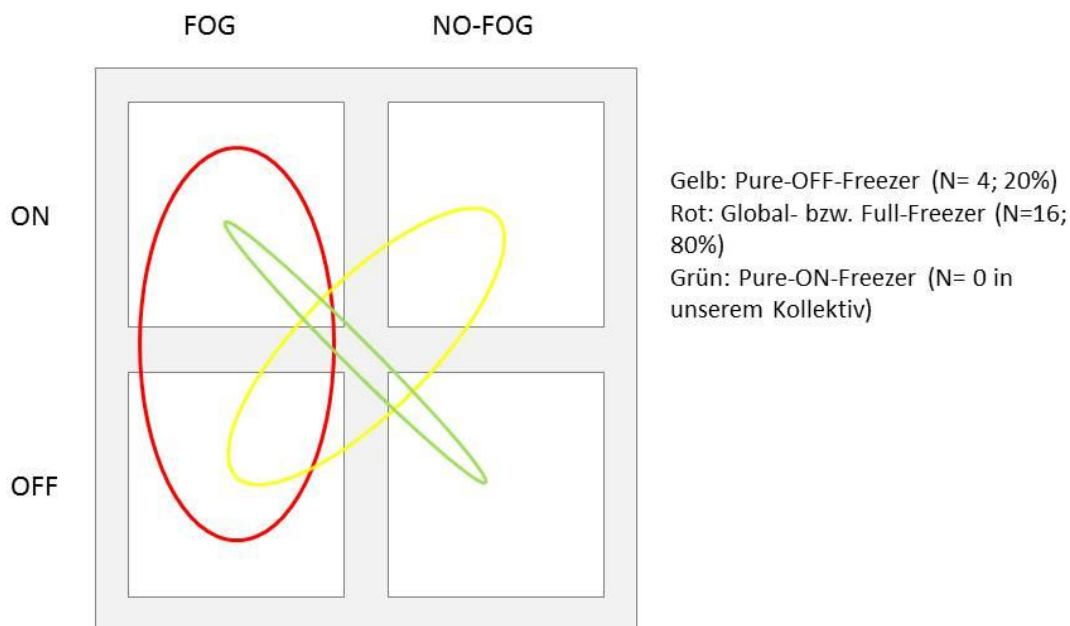 FOG NO-FOG
ON
OFF
Gelb: Pure-OFF-Freezer (N= 4; 20%)
Rot: Global- bzw. Full-Freezer (N=16;
80%)
Grün: Pure-ON-Freezer (N= 0 in
unserem Kollektiv)